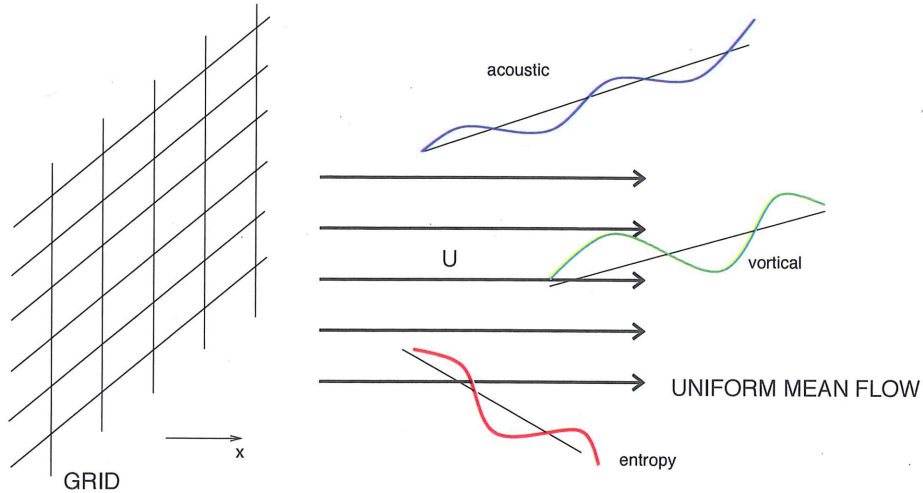 acoustic
U
vortical
UNIFORM MEAN FLOW
x
entropy
GRID